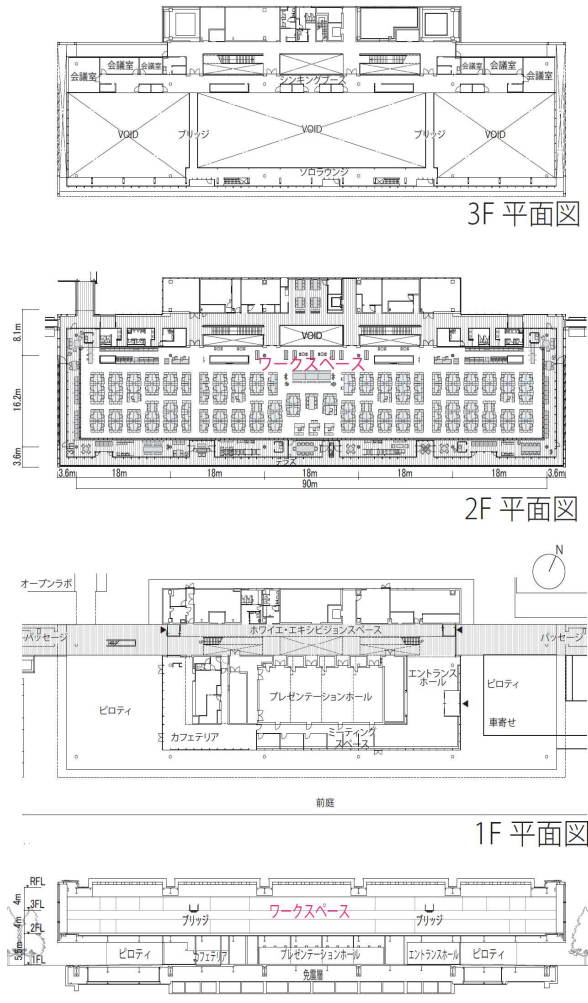 会議室 会議室 会議室 会議室 会議室 会議室
シンキングブース
VOID ブリッジ VOID ブリッジ VOID
ソロラウンジ
3F 平面図
8.1m
VOID
ワークスペース
16.2m
3.6m
テラス
3.6m 18m 18m 18m 18m 18m 3.6m
90m
2F 平面図
N
オープンラボ
パッセージ ホワイエ・エキシビションスペース パッセージ
ピロティ プレゼンテーションホール エントランス
ホール ピロティ
車寄せ
カフェテリア ミーティング
スペース
前庭
1F 平面図
RFL
4m
3FL ワークスペース
4m ブリッジ ブリッジ
2FL
ピロティ カフェテリア プレゼンテーションホール エントランスホール ピロティ
1FL
免震層